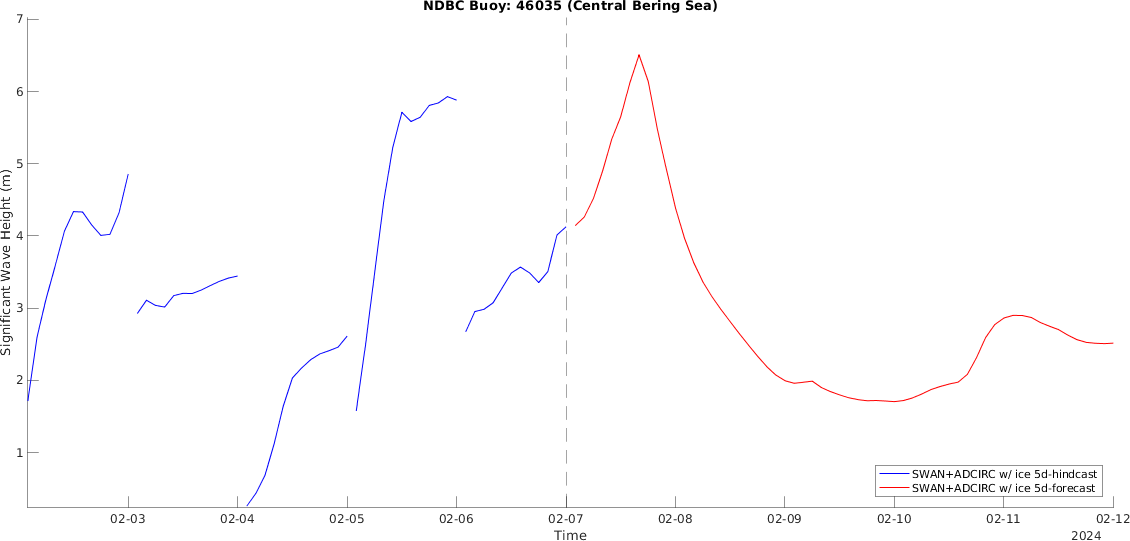 NDBC Buoy: 46035 (Central Bering Sea)
7
6
5
4
3
2
1
Significant Wave Height (m)
SWAN+ADCIRC w/ ice 5d-hindcast
SWAN+ADCIRC w/ ice 5d-forecast
02-03 02-04 02-05 02-06 02-07 02-08 02-09 02-10 02-11 02-12
Time
2024